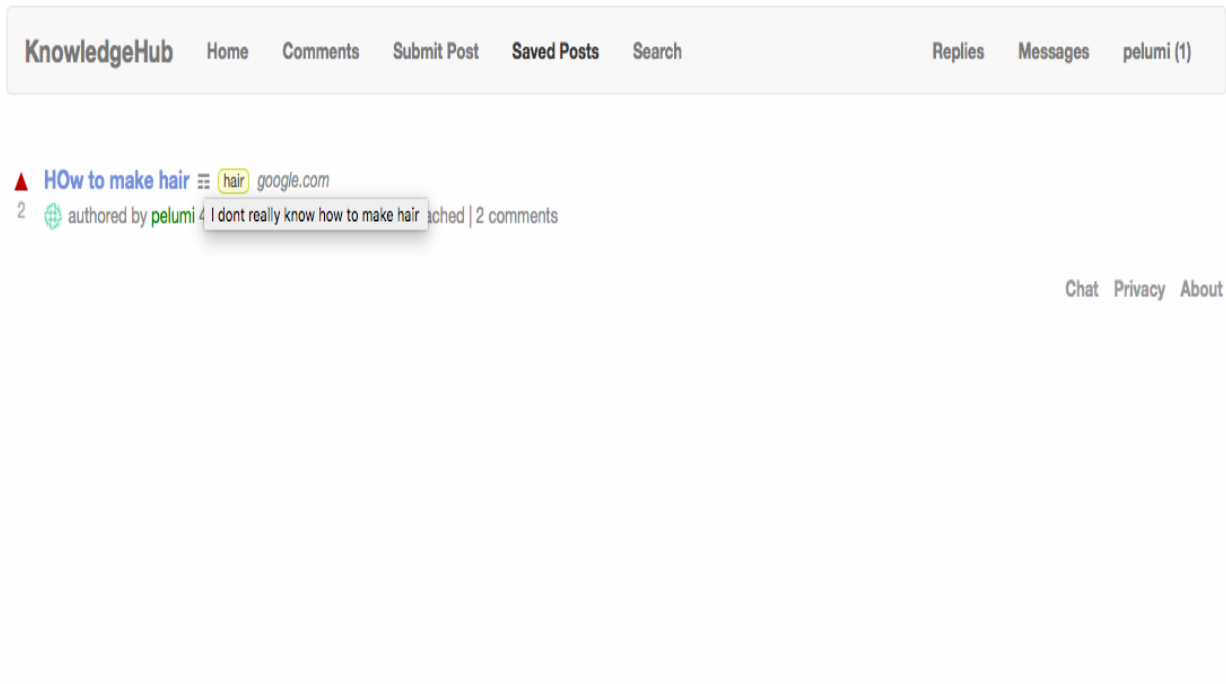 KnowledgeHub Home Comments Submit Post Saved Posts Search Replies Messages pelumi (1)
HOw to make hair hair google.com
2 authored by pelumi I dont really know how to make hair ached | 2 comments
Chat Privacy About